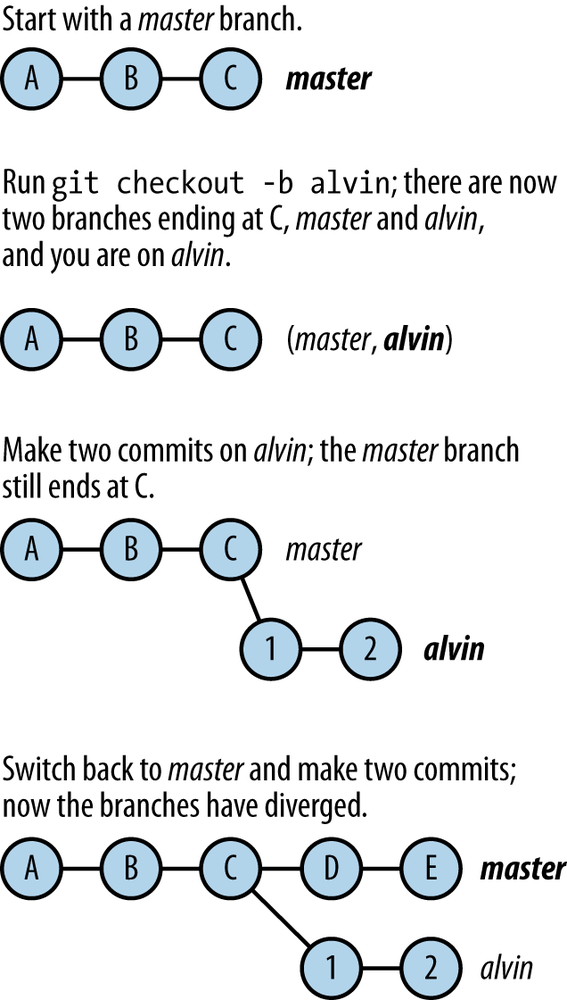 Start with a master branch.
A B C master
Run git checkout -b alvin; there are now
two branches ending at C, master and alvin,
and you are on alvin.
A B C (master, alvin)
Make two commits on alvin; the master branch
still ends at C.
A B C master
1 2 alvin
Switch back to master and make two commits;
now the branches have diverged.
A B C D E master
1 2 alvin